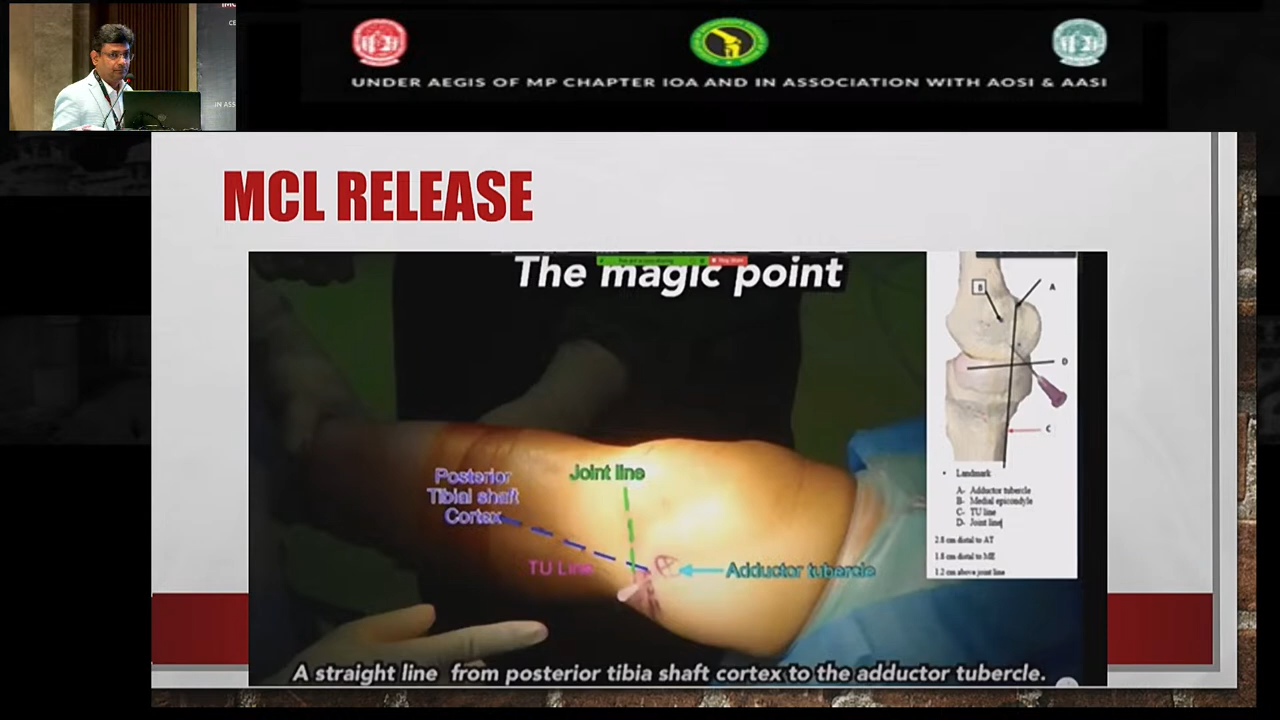 IN ASS
UNDER AEGIS OF MP CHAPTER IOA AND IN ASSOCIATION WITH AOSI & AASI
MCL RELEASE
The magic point
Posterior
Tibial shaft
Cortex
Joint line
TU Line
Adductor tubercle
B
A
D
C
• Landmark
A- Adductor tubercle
B- Medial epicondyle
C- TU line
D- Joint line
2.8 cm distal to AT
1.8 cm distal to ME
1.2 cm above joint line
A straight line from posterior tibia shaft cortex to the adductor tubercle.